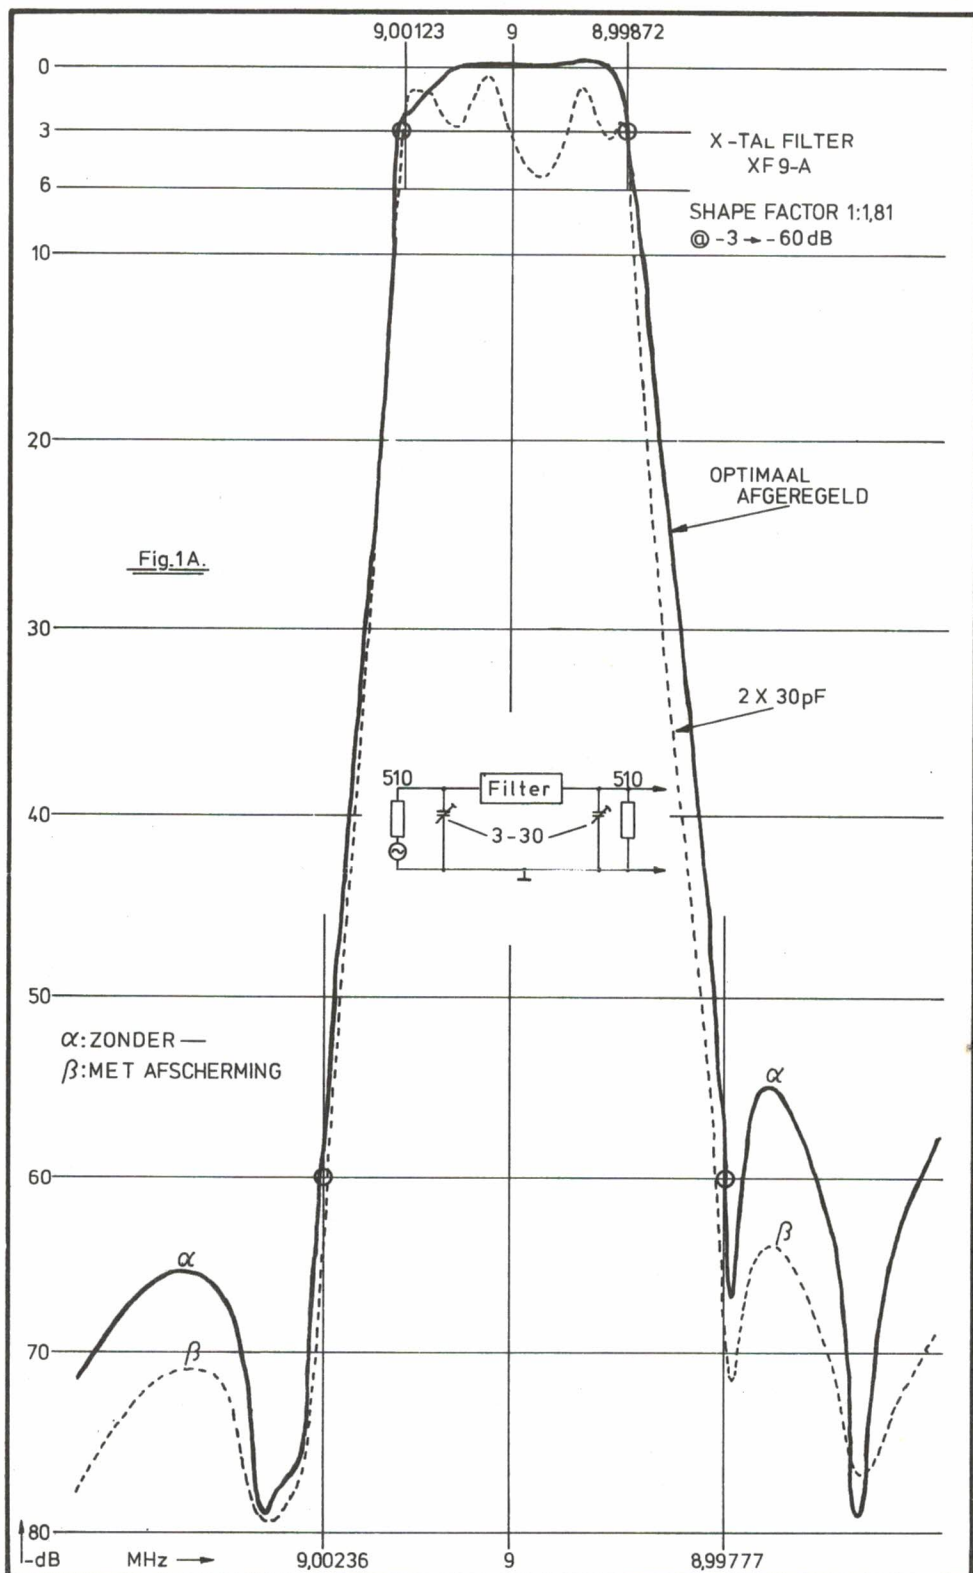 9,00123 9 8,99872
0
3
6
10
20
30
40
50
60
70
80
X-TAL FILTER
XF 9-A
SHAPE FACTOR 1:1,81
@ -3 → -60 dB
OPTIMAAL
AFGEREGELD
Fig.1A.
2 X 30pF
510 Filter 510
3-30
α: ZONDER —
β: MET AFSCHERMING
α
β
α
β
-dB MHz → 9,00236 9 8,99777